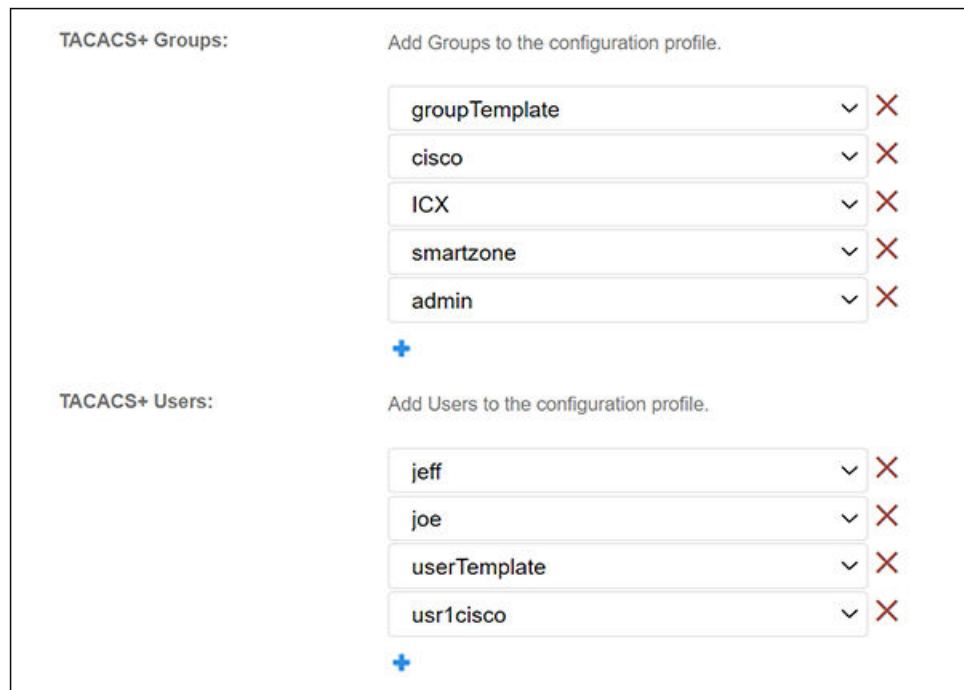 TACACS+ Groups: Add Groups to the configuration profile.
groupTemplate
cisco
ICX
smartzone
admin
TACACS+ Users: Add Users to the configuration profile.
jeff
joe
userTemplate
usr1cisco